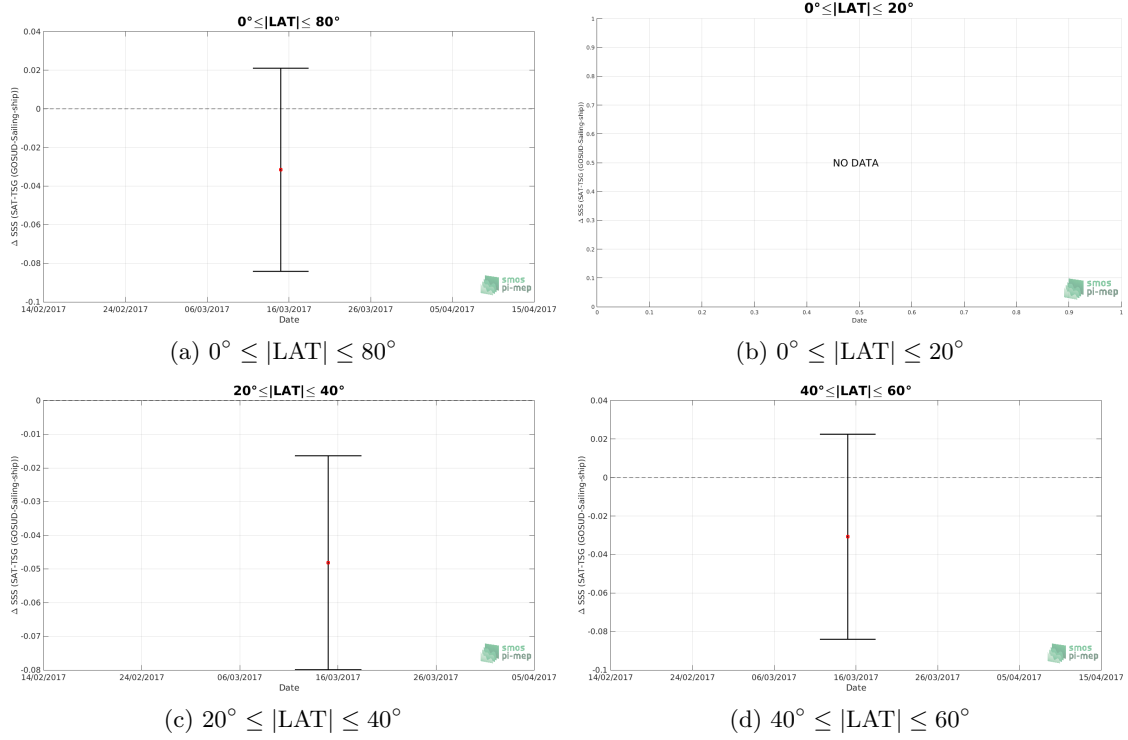 0°≤|LAT|≤ 80°
Δ SSS (SAT-TSG (GOSUD-Sailing-ship))
0.04
0.02
0
-0.02
-0.04
-0.06
-0.08
-0.1
14/02/2017 24/02/2017 06/03/2017 16/03/2017 26/03/2017 05/04/2017 15/04/2017
Date
smos
pi-mep
(a) 0° ≤ |LAT| ≤ 80°
0°≤|LAT|≤ 20°
Δ SSS (SAT-TSG (GOSUD-Sailing-ship))
1
0.9
0.8
0.7
0.6
0.5
0.4
0.3
0.2
0.1
0
NO DATA
0 0.1 0.2 0.3 0.4 0.5 0.6 0.7 0.8 0.9 1
Date
smos
pi-mep
(b) 0° ≤ |LAT| ≤ 20°
20°≤|LAT|≤ 40°
Δ SSS (SAT-TSG (GOSUD-Sailing-ship))
0
-0.01
-0.02
-0.03
-0.04
-0.05
-0.06
-0.07
-0.08
14/02/2017 24/02/2017 06/03/2017 16/03/2017 26/03/2017 05/04/2017
Date
smos
pi-mep
(c) 20° ≤ |LAT| ≤ 40°
40°≤|LAT|≤ 60°
Δ SSS (SAT-TSG (GOSUD-Sailing-ship))
0.04
0.02
0
-0.02
-0.04
-0.06
-0.08
-0.1
14/02/2017 24/02/2017 06/03/2017 16/03/2017 26/03/2017 05/04/2017 15/04/2017
Date
smos
pi-mep
(d) 40° ≤ |LAT| ≤ 60°